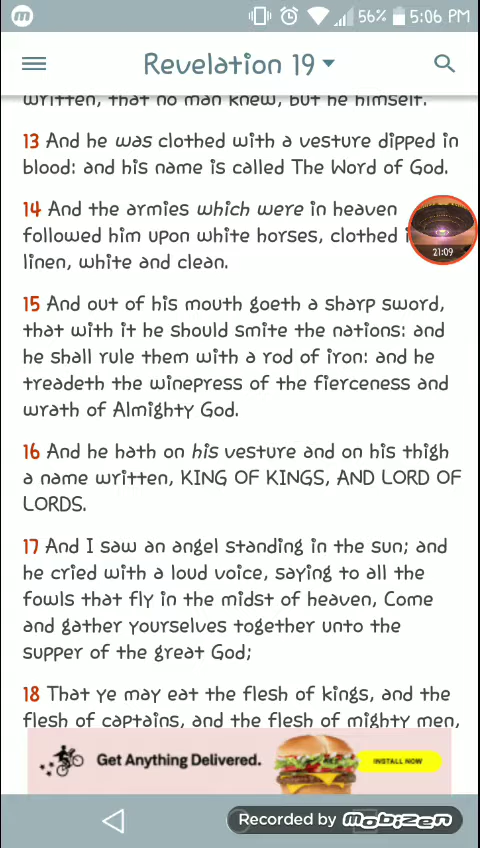 56% 5:06 PM
Revelation 19
written, that no man knew, but he himself.
13 And he was clothed with a vesture dipped in
blood: and his name is called The Word of God.
14 And the armies which were in heaven
followed him upon white horses, clothed
linen, white and clean.
21:09
15 And out of his mouth goeth a sharp sword,
that with it he should smite the nations: and
he shall rule them with a rod of iron: and he
treadeth the winepress of the fierceness and
wrath of Almighty God.
16 And he hath on his vesture and on his thigh
a name written, KING OF KINGS, AND LORD OF
LORDS.
17 And I saw an angel standing in the sun; and
he cried with a loud voice, saying to all the
fowls that fly in the midst of heaven, Come
and gather yourselves together unto the
supper of the great God;
18 That ye may eat the flesh of kings, and the
flesh of captains, and the flesh of mighty men,
Get Anything Delivered.
INSTALL NOW
Recorded by Mobizen